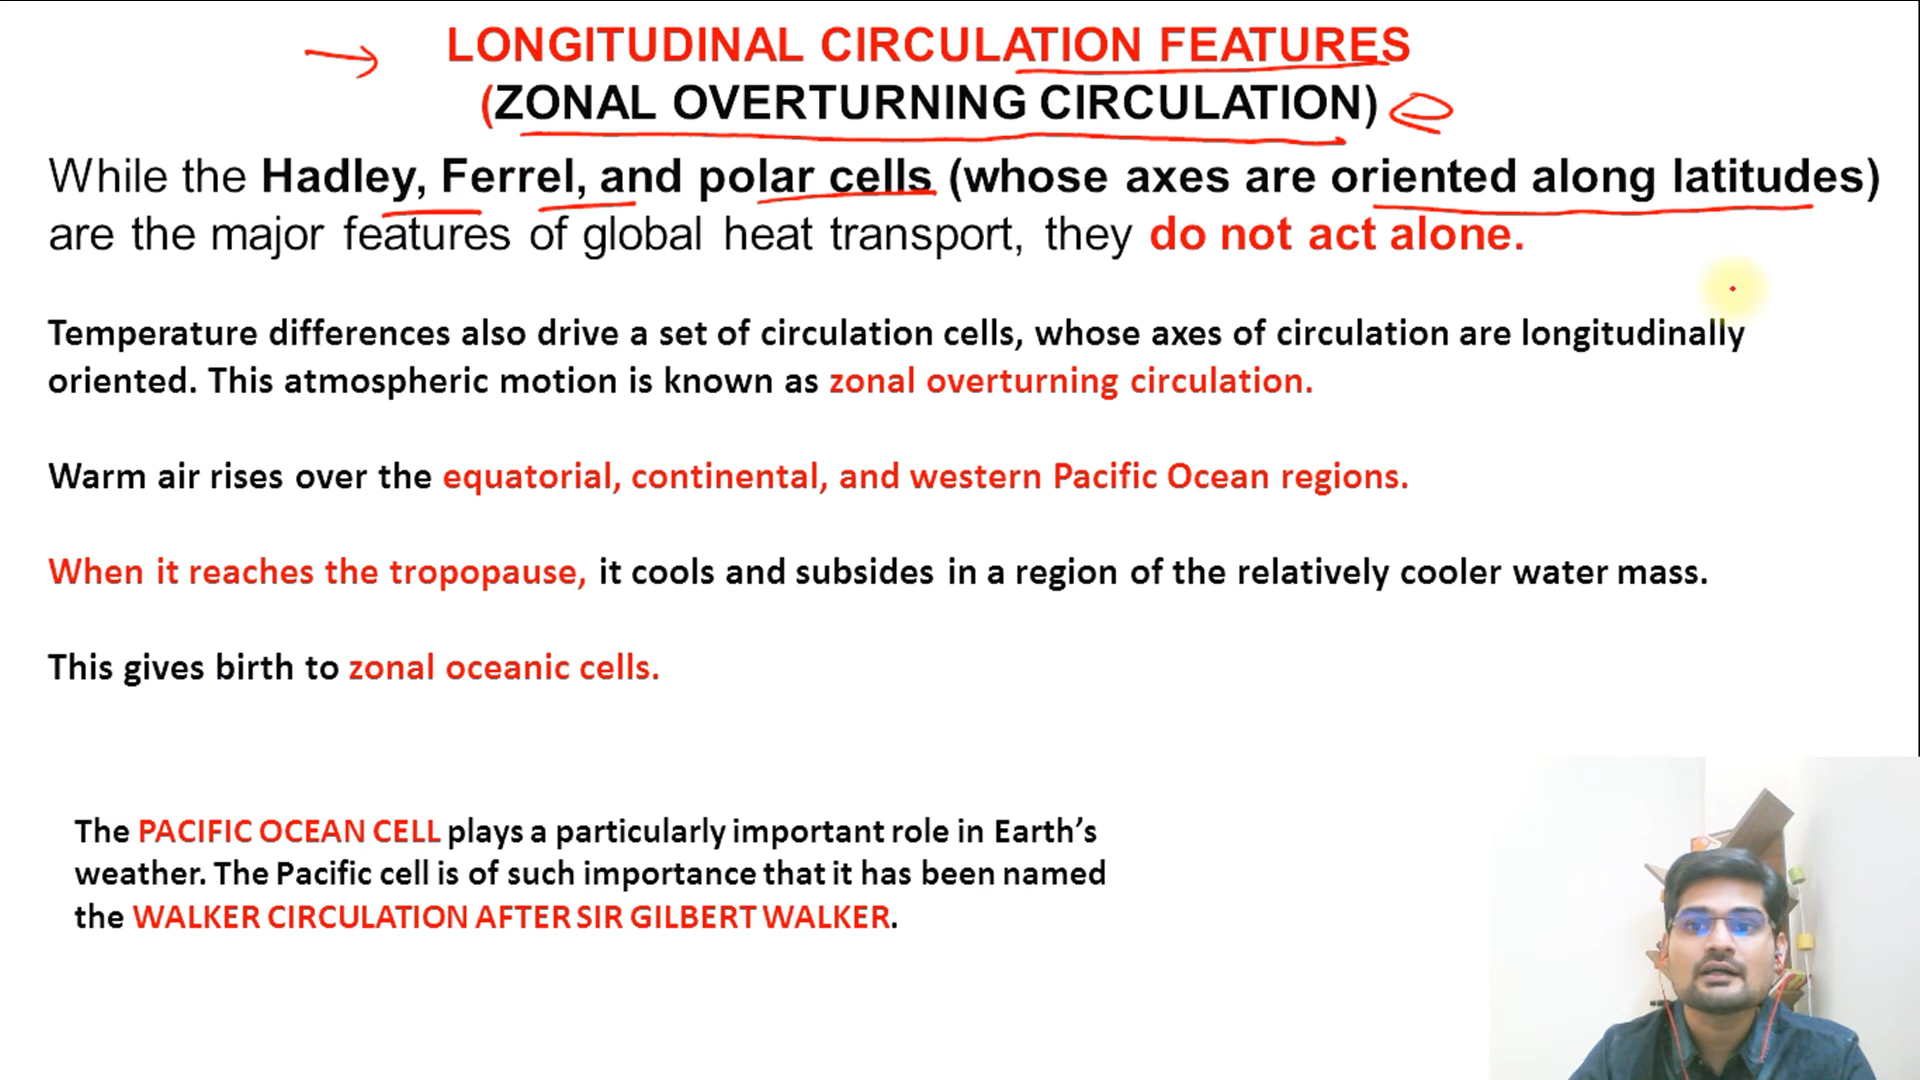 LONGITUDINAL CIRCULATION FEATURES
(ZONAL OVERTURNING CIRCULATION)
While the Hadley, Ferrel, and polar cells (whose axes are oriented along latitudes)
are the major features of global heat transport, they do not act alone.
Temperature differences also drive a set of circulation cells, whose axes of circulation are longitudinally
oriented. This atmospheric motion is known as zonal overturning circulation.
Warm air rises over the equatorial, continental, and western Pacific Ocean regions.
When it reaches the tropopause, it cools and subsides in a region of the relatively cooler water mass.
This gives birth to zonal oceanic cells.
The PACIFIC OCEAN CELL plays a particularly important role in Earth’s
weather. The Pacific cell is of such importance that it has been named
the WALKER CIRCULATION AFTER SIR GILBERT WALKER.